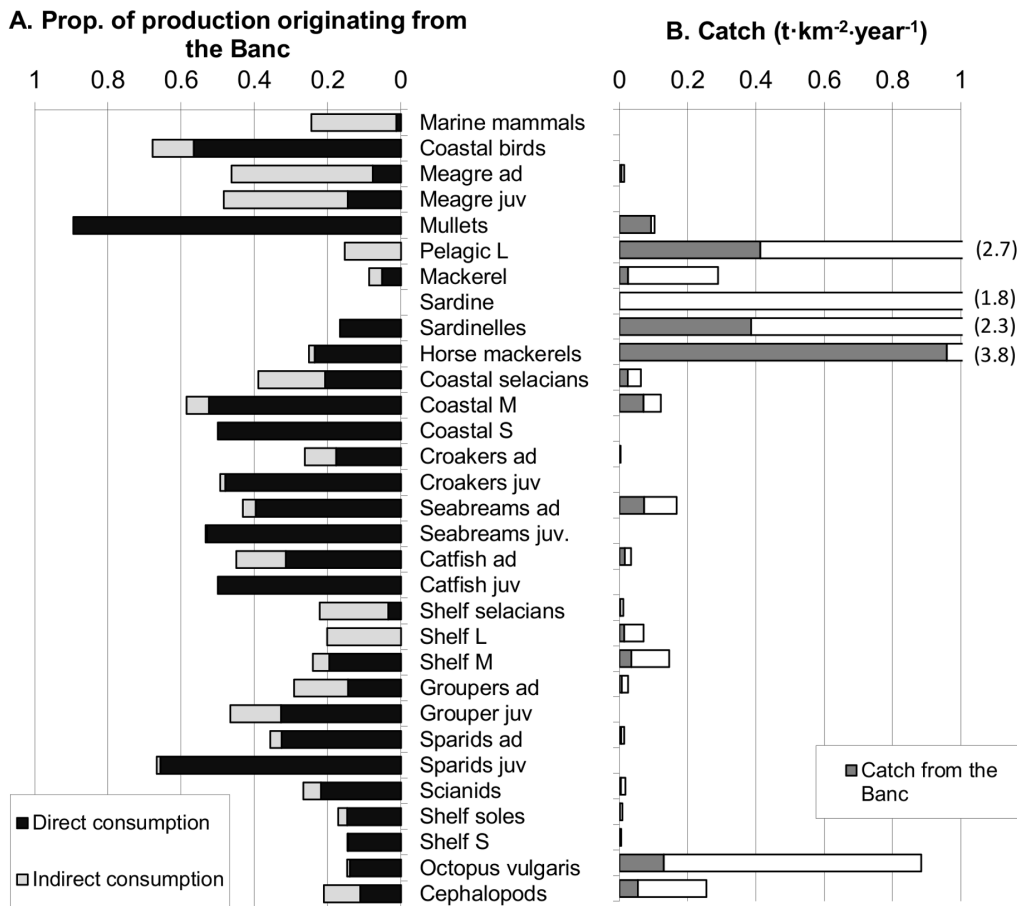 A. Prop. of production originating from
the Banc
1 0.8 0.6 0.4 0.2 0
B. Catch (t·km-2·year-1)
0 0.2 0.4 0.6 0.8 1
Marine mammals
Coastal birds
Meagre ad
Meagre juv
Mullets
Pelagic L
(2.7)
Mackerel
Sardine
(1.8)
Sardinelles
(2.3)
Horse mackerels
(3.8)
Coastal selacians
Coastal M
Coastal S
Croakers ad
Croakers juv
Seabreams ad
Seabreams juv.
Catfish ad
Catfish juv
Shelf selacians
Shelf L
Shelf M
Groupers ad
Grouper juv
Sparids ad
Sparids juv
Scianids
Shelf soles
Shelf S
Octopus vulgaris
Cephalopods
Direct consumption
Indirect consumption
Catch from the
Banc